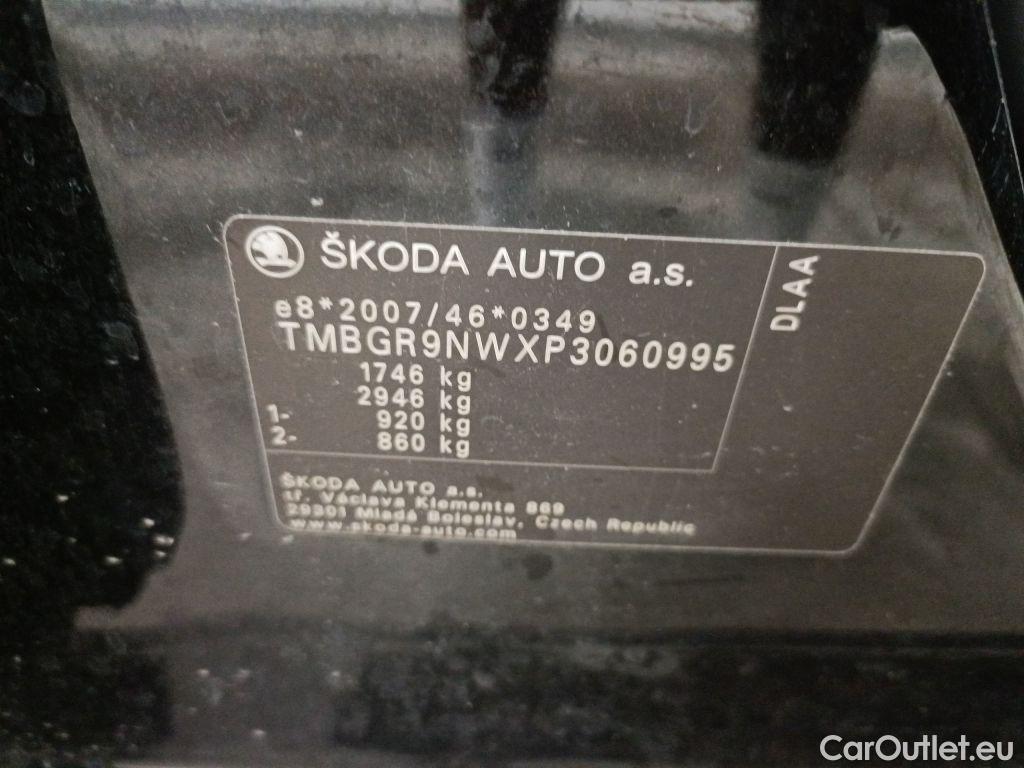 ŠKODA AUTO a.s.
DLAA
e8*2007/46*0349
TMBGR9NWXP3060995
1746 kg
2946 kg
1- 920 kg
2- 860 kg
ŠKODA AUTO a.s.
tř. Václava Klementa 869
29301 Mladá Boleslav, Czech Republic
www.skoda-auto.com
CarOutlet.eu